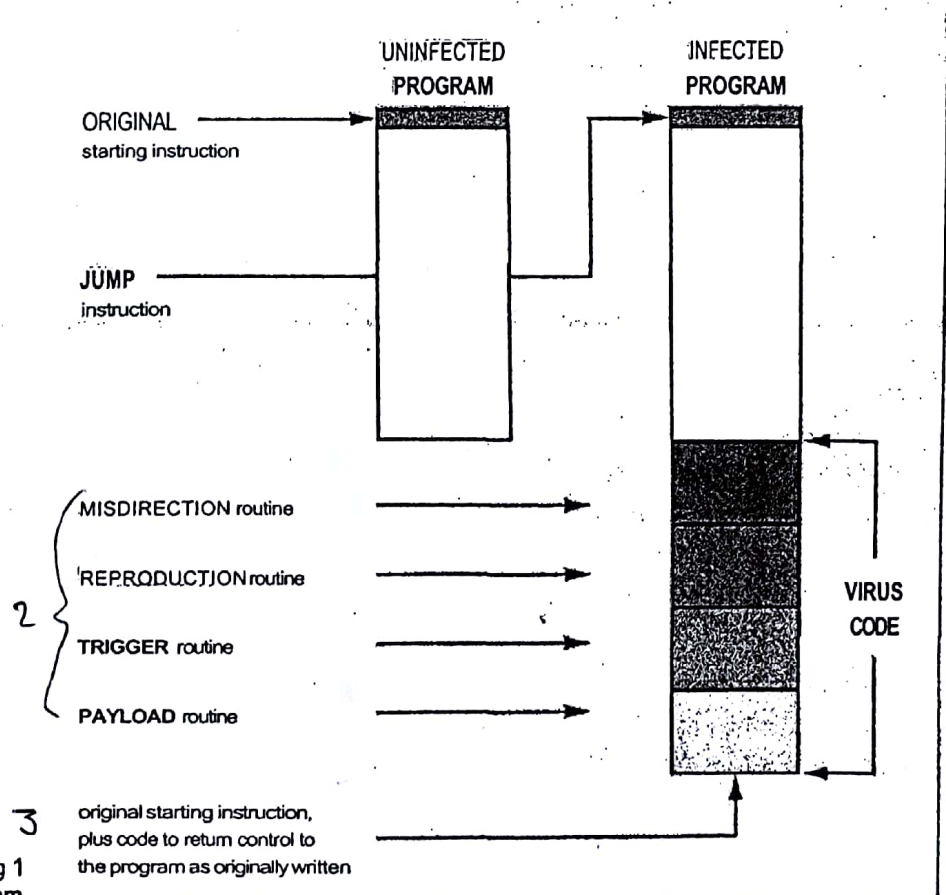 UNINFECTED
PROGRAM
INFECTED
PROGRAM
ORIGINAL
starting instruction
JUMP
instruction
MISDIRECTION routine
REPRODUCTION routine
2
TRIGGER routine
PAYLOAD routine
VIRUS
CODE
3
original starting instruction,
plus code to return control to
the program as originally written
g 1